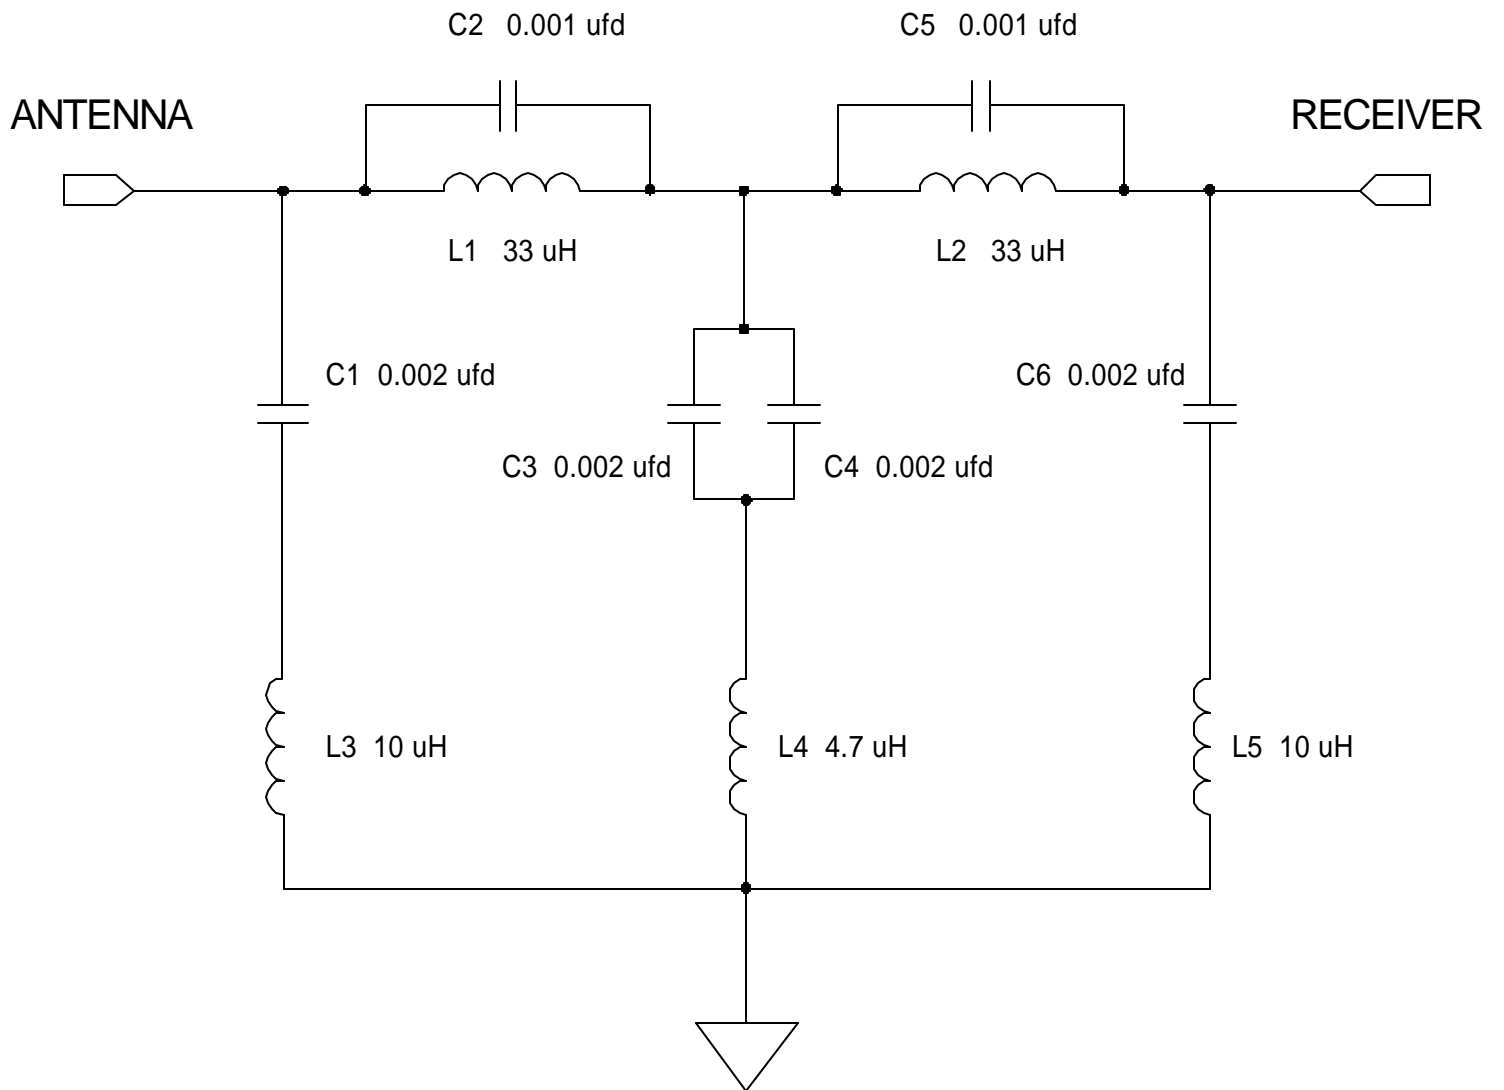 C2 0.001 ufd
C5 0.001 ufd
ANTENNA
RECEIVER
L1 33 uH
L2 33 uH
C1 0.002 ufd
C6 0.002 ufd
C3 0.002 ufd
C4 0.002 ufd
L3 10 uH
L4 4.7 uH
L5 10 uH